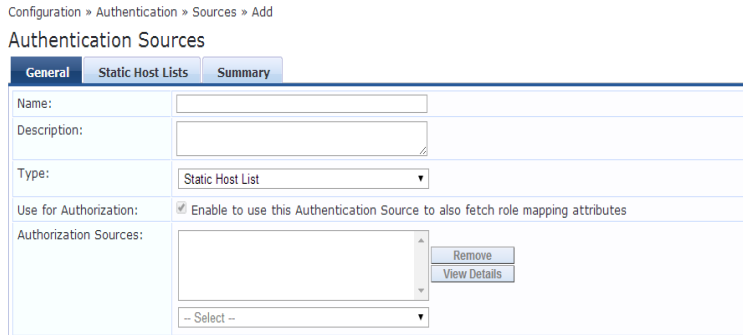 Configuration » Authentication » Sources » Add
Authentication Sources
General Static Host Lists Summary
Name:
Description:
Type: Static Host List
Use for Authorization: Enable to use this Authentication Source to also fetch role mapping attributes
Authorization Sources:
Remove
View Details
-- Select --